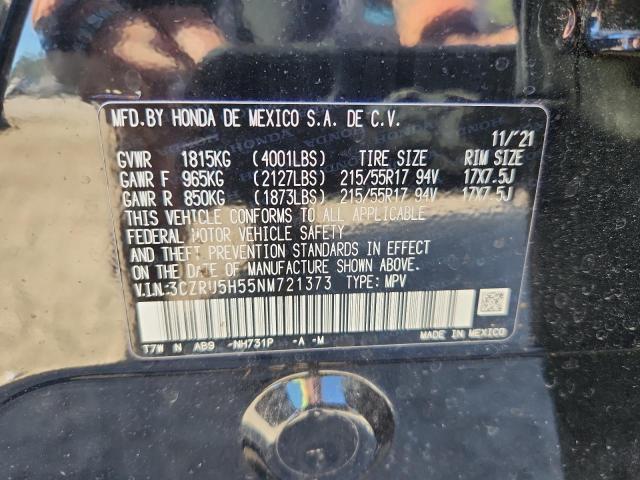 MFD.BY HONDA DE MEXICO S.A. DE C.V.
11/'21
GVWR 1815KG (4001LBS) TIRE SIZE RIM SIZE
GAWR F 965KG (2127LBS) 215/55R17 94V 17X7.5J
GAWR R 850KG (1873LBS) 215/55R17 94V 17X7.5J
THIS VEHICLE CONFORMS TO ALL APPLICABLE
FEDERAL MOTOR VEHICLE SAFETY
AND THEFT PREVENTION STANDARDS IN EFFECT
ON THE DATE OF MANUFACTURE SHOWN ABOVE.
V.I.N.:3CZRU5H55NM721373 TYPE: MPV
T7W N AB9 -NH731P -A -M
MADE IN MEXICO